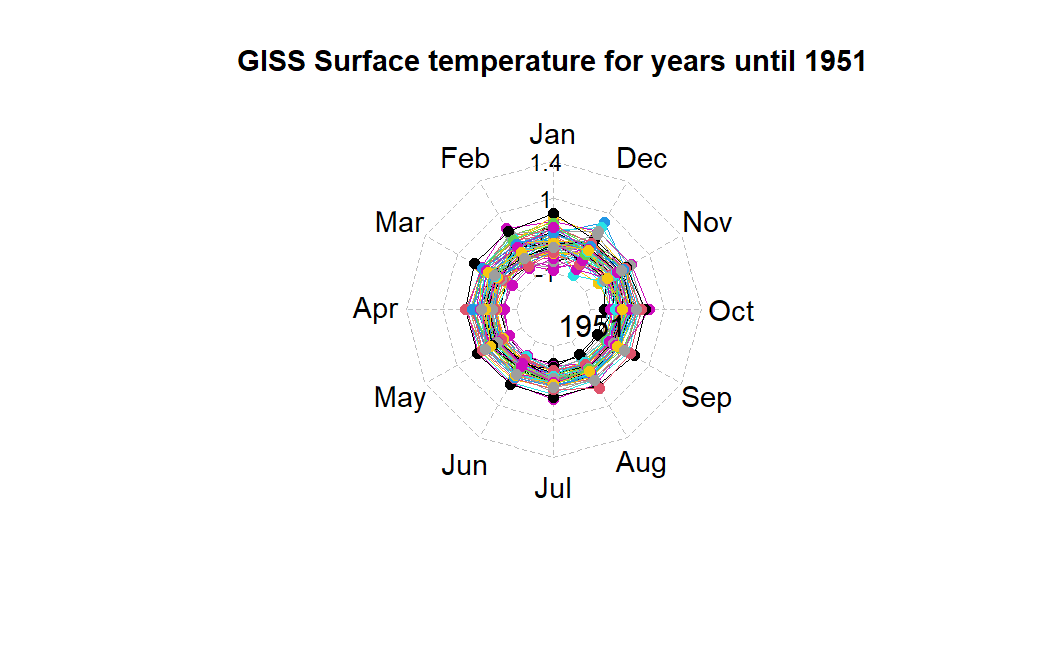 GISS Surface temperature for years until 1951
Jan
Feb
Dec
1.4
1
Mar
Nov
-1
Apr
1951
Oct
May
Sep
Jun
Aug
Jul